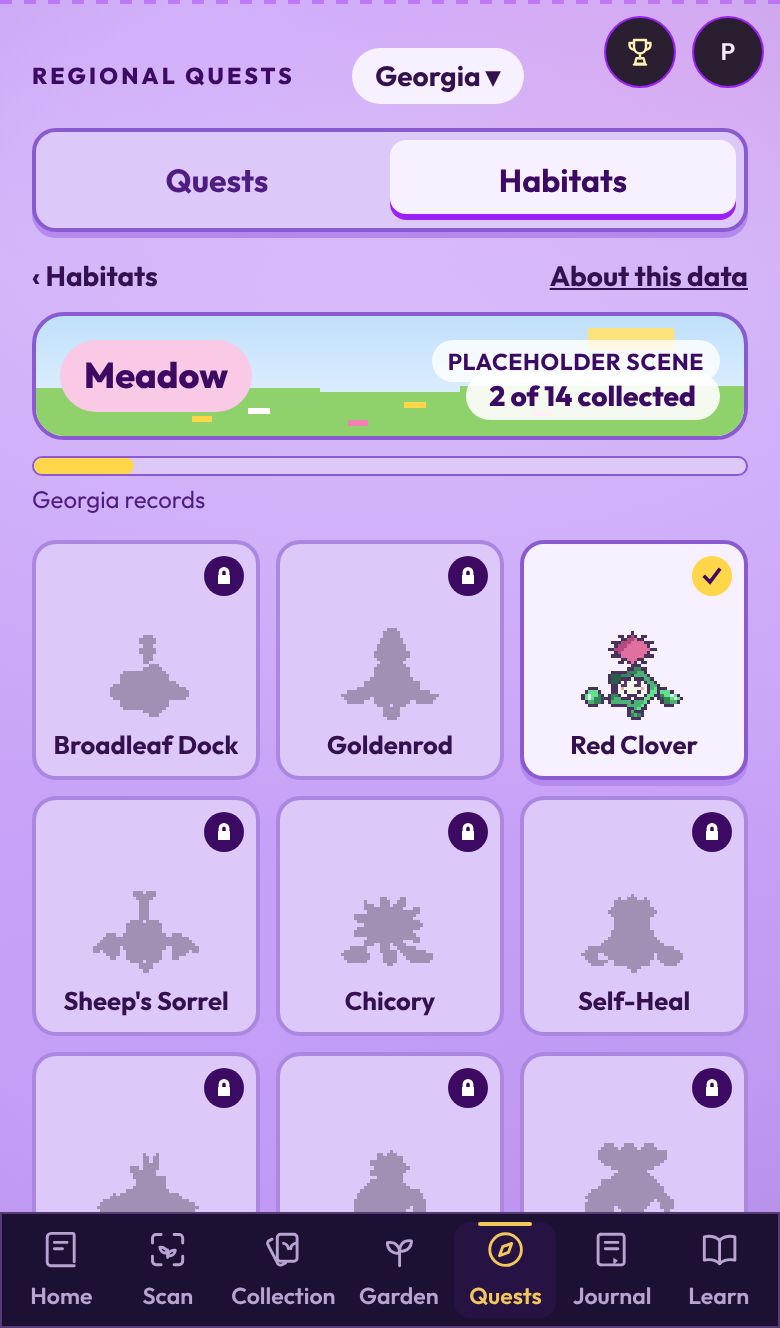 REGIONAL QUESTS
Georgia ▾
P
Quests
Habitats
‹ Habitats
About this data
Meadow
PLACEHOLDER SCENE
2 of 14 collected
Georgia records
Broadleaf Dock
Goldenrod
Red Clover
Sheep's Sorrel
Chicory
Self-Heal
Home
Scan
Collection
Garden
Quests
Journal
Learn